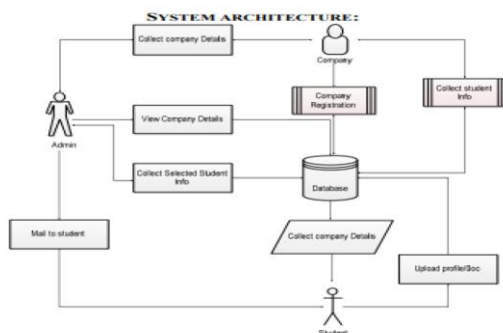 SYSTEM ARCHITECTURE:
Collect company Details
Company
Company
Registration
Collect student
Info
Admin
View Company Details
Collect Selected Student
Info
Database
Mail to student
Collect company Details
Upload profile/doc
Student